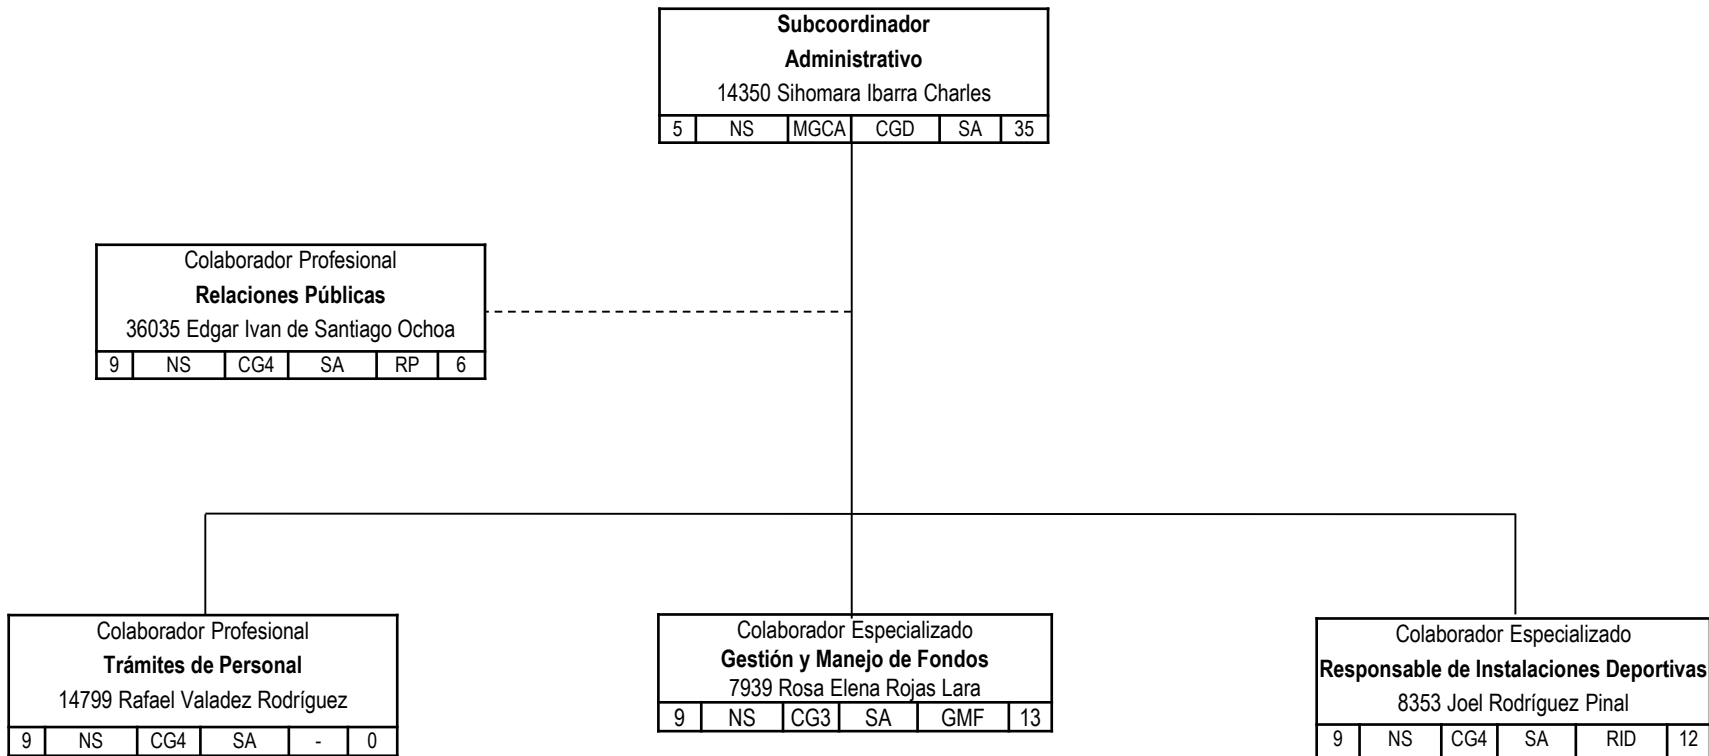 Subcoordinador
Administrativo
14350 Sihomara Ibarra Charles
5 NS MGCA CGD SA 35
Colaborador Profesional
Relaciones Públicas
36035 Edgar Ivan de Santiago Ochoa
9 NS CG4 SA RP 6
Colaborador Profesional
Trámites de Personal
14799 Rafael Valadez Rodríguez
9 NS CG4 SA - 0
Colaborador Especializado
Gestión y Manejo de Fondos
7939 Rosa Elena Rojas Lara
9 NS CG3 SA GMF 13
Colaborador Especializado
Responsable de Instalaciones Deportivas
8353 Joel Rodríguez Pinal
9 NS CG4 SA RID 12